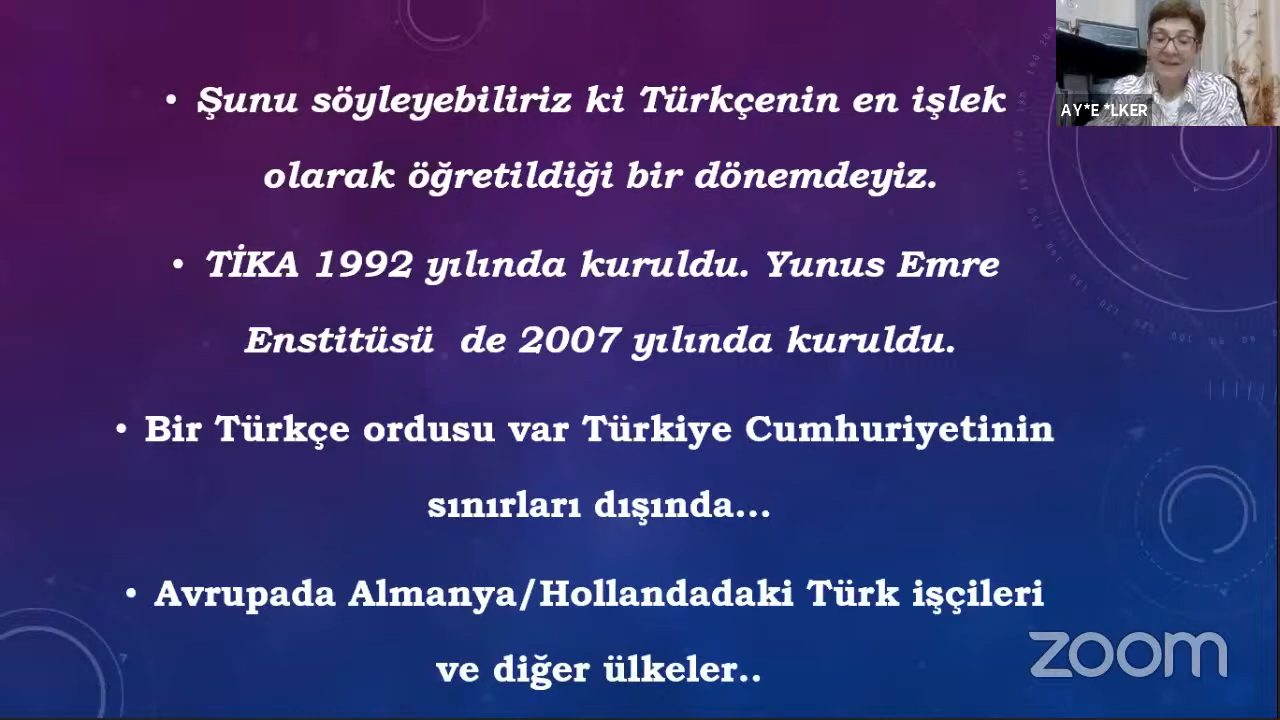 • Şunu söyleyebiliriz ki Türkçenin en işlek
olarak öğretildiği bir dönemdeyiz.
• TİKA 1992 yılında kuruldu. Yunus Emre
Enstitüsü de 2007 yılında kuruldu.
• Bir Türkçe ordusu var Türkiye Cumhuriyetinin
sınırları dışında...
• Avrupada Almanya/Hollandadaki Türk işçileri
ve diğer ülkeler..
AY*E *LKER
zoom